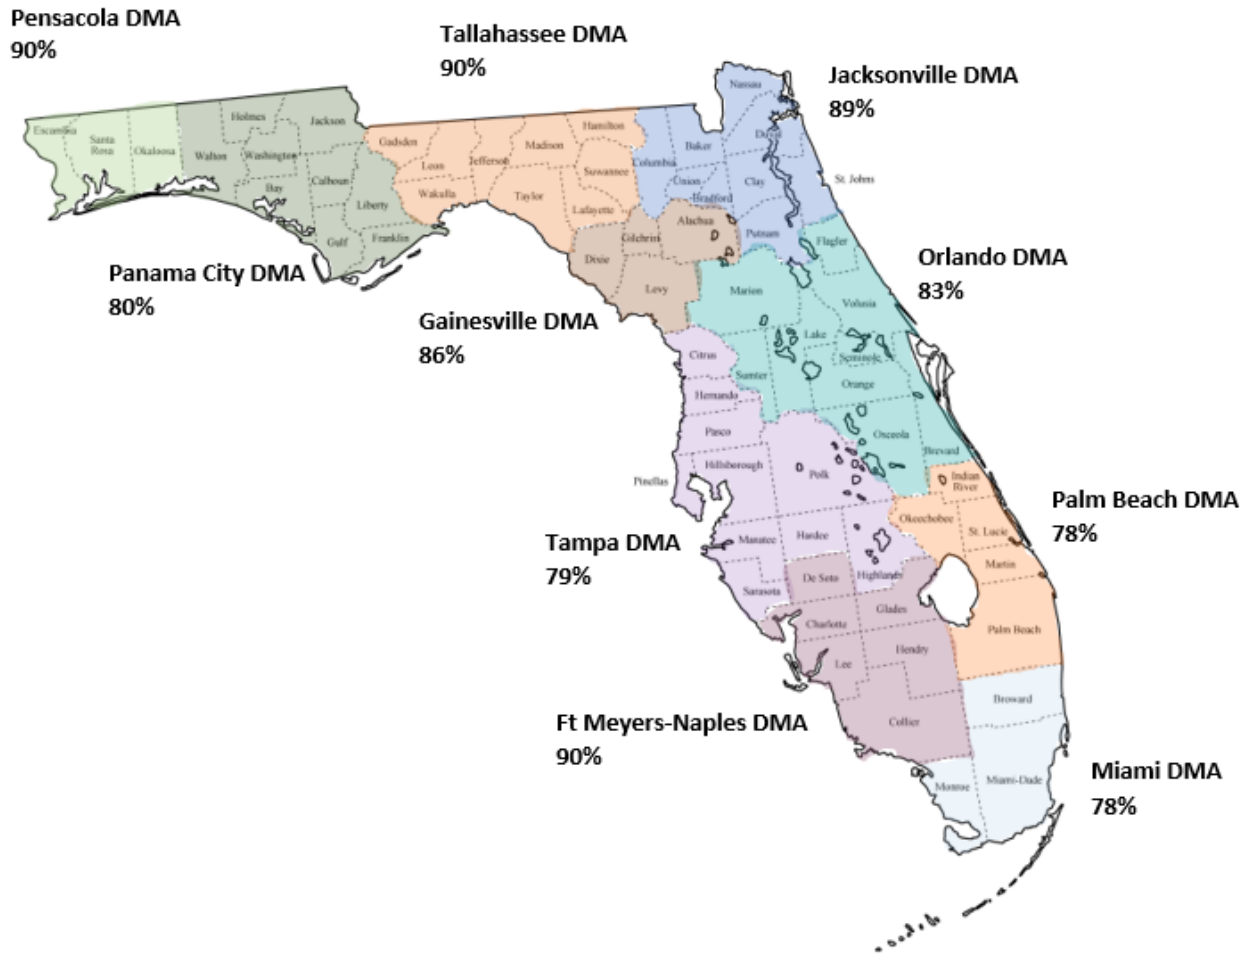 Pensacola DMA
90%
Tallahassee DMA
90%
Jacksonville DMA
89%
Panama City DMA
80%
Gainesville DMA
86%
Orlando DMA
83%
Tampa DMA
79%
Palm Beach DMA
78%
Ft Meyers-Naples DMA
90%
Miami DMA
78%
Escambia
Santa
Rosa
Okaloosa
Walton
Holmes
Washington
Bay
Jackson
Calhoun
Gulf
Liberty
Franklin
Gadsden
Leon
Wakulla
Jefferson
Madison
Taylor
Hamilton
Suwannee
Lafayette
Columbia
Baker
Nassau
Duval
Union
Bradford
Clay
St. Johns
Putnam
Dixie
Gilchrist
Alachua
Levy
Marion
Flagler
Volusia
Lake
Sumter
Seminole
Orange
Osceola
Brevard
Citrus
Hernando
Pasco
Pinellas
Hillsborough
Polk
Manatee
Hardee
Sarasota
Highlands
Indian
River
Okeechobee
St. Lucie
Martin
Palm Beach
De Soto
Charlotte
Glades
Lee
Hendry
Collier
Broward
Monroe
Miami-Dade